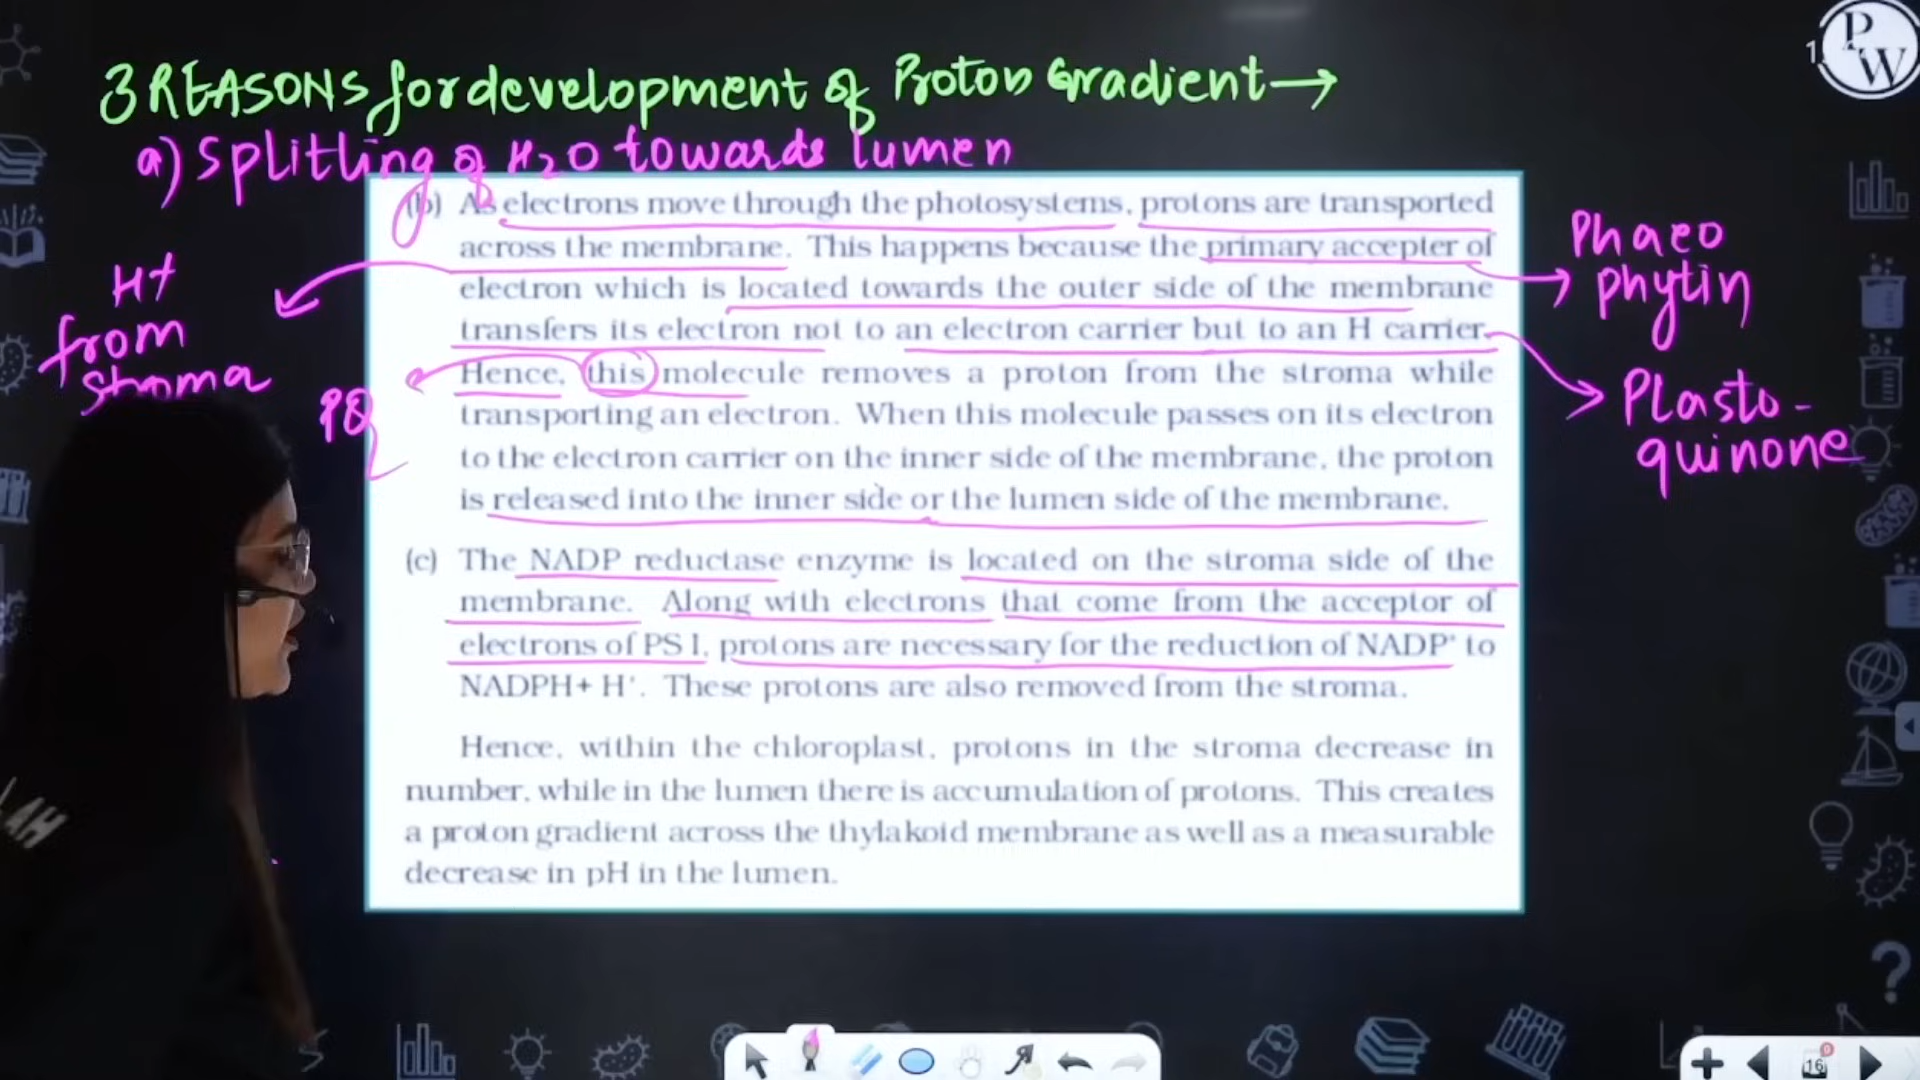 3 REASONS for development of Proton Gradient →
a) Splitting of H2O towards lumen
(b) As electrons move through the photosystems, protons are transported
across the membrane. This happens because the primary accepter of
electron which is located towards the outer side of the membrane
transfers its electron not to an electron carrier but to an H carrier.
Hence, this molecule removes a proton from the stroma while
transporting an electron. When this molecule passes on its electron
to the electron carrier on the inner side of the membrane, the proton
is released into the inner side or the lumen side of the membrane.
(c) The NADP reductase enzyme is located on the stroma side of the
membrane. Along with electrons that come from the acceptor of
electrons of PS I, protons are necessary for the reduction of NADP⁺ to
NADPH+ H⁺. These protons are also removed from the stroma.
Hence, within the chloroplast, protons in the stroma decrease in
number, while in the lumen there is accumulation of protons. This creates
a proton gradient across the thylakoid membrane as well as a measurable
decrease in pH in the lumen.
H+
from
stroma
PQ
Phaeo
phytin
Plasto-
quinone
P
W
16